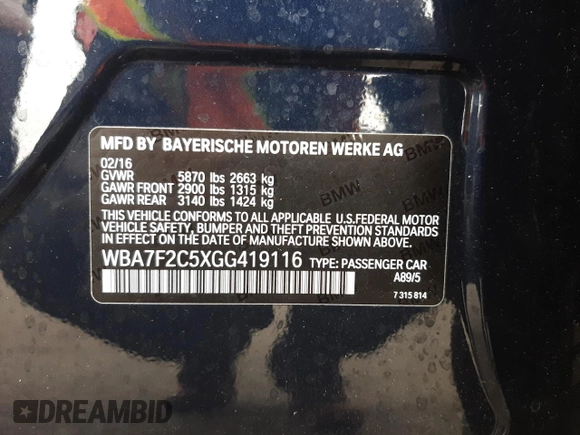 MFD BY BAYERISCHE MOTOREN WERKE AG
02/16
GVWR 5870 lbs 2663 kg
GAWR FRONT 2900 lbs 1315 kg
GAWR REAR 3140 lbs 1424 kg
THIS VEHICLE CONFORMS TO ALL APPLICABLE U.S.FEDERAL MOTOR
VEHICLE SAFETY, BUMPER AND THEFT PREVENTION STANDARDS
IN EFFECT ON THE DATE OF MANUFACTURE SHOWN ABOVE.
WBA7F2C5XGG419116 TYPE: PASSENGER CAR
A89/5
7 315 814
BMW
BMW
BMW
DREAMBID